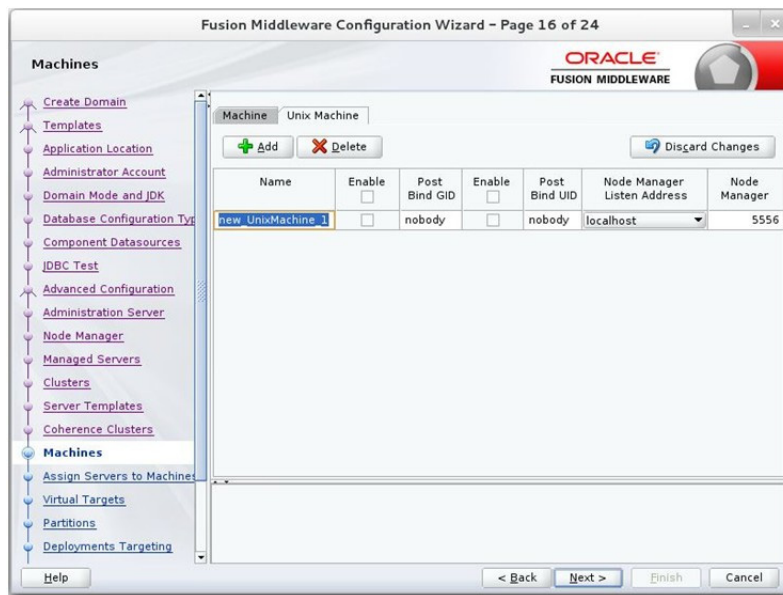 Fusion Middleware Configuration Wizard - Page 16 of 24
Machines
ORACLE
FUSION MIDDLEWARE
Create Domain
Templates
Application Location
Administrator Account
Domain Mode and JDK
Database Configuration Typ
Component Datasources
JDBC Test
Advanced Configuration
Administration Server
Node Manager
Managed Servers
Clusters
Server Templates
Coherence Clusters
Machines
Assign Servers to Machines
Virtual Targets
Partitions
Deployments Targeting
Machine Unix Machine
Add Delete Discard Changes
Name Enable Post Bind GID Enable Post Bind UID Node Manager Listen Address Node Manager
new_UnixMachine_1 nobody nobody localhost 5556
Help < Back Next > Finish Cancel